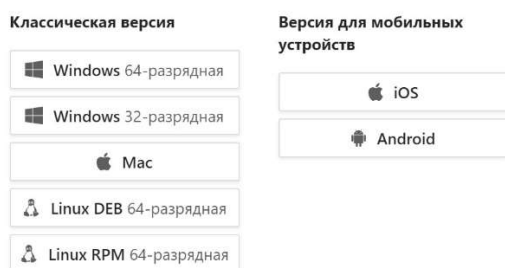 Классическая версия
Windows 64-разрядная
Windows 32-разрядная
Mac
Linux DEB 64-разрядная
Linux RPM 64-разрядная
Версия для мобильных
устройств
iOS
Android